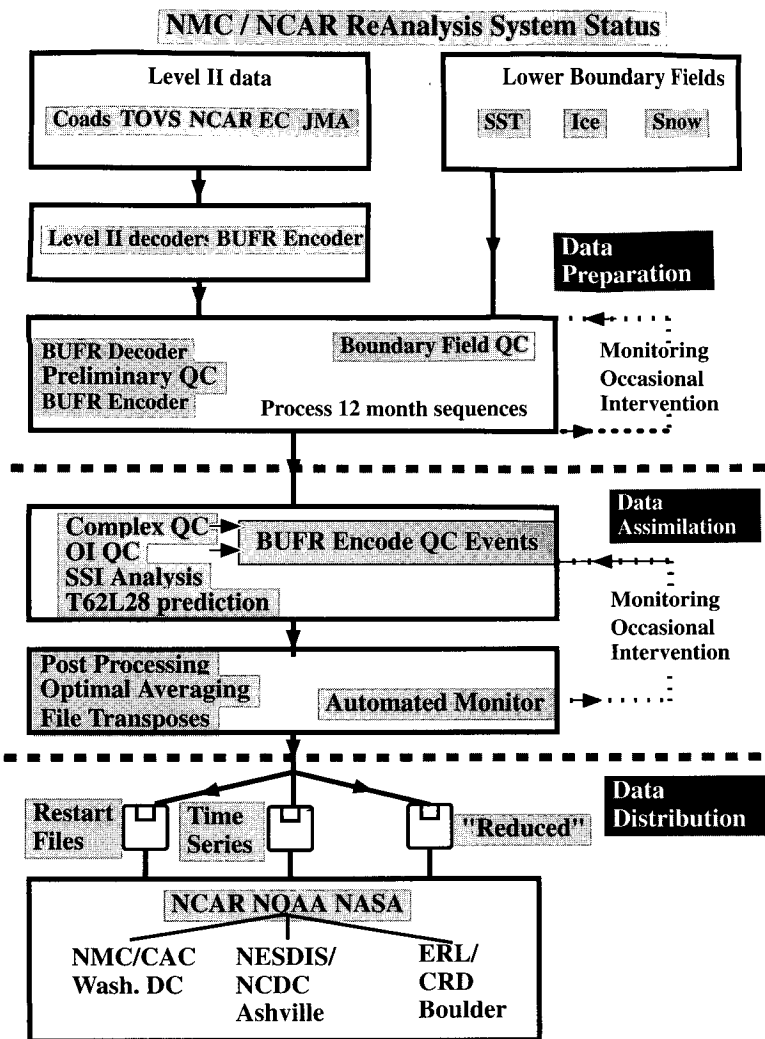 NMC / NCAR ReAnalysis System Status
Level II data
Coads TOVS NCAR EC JMA
Lower Boundary Fields
SST Ice Snow
Level II decoders BUFR Encoder
Data
Preparation
BUFR Decoder
Preliminary QC
BUFR Encoder
Boundary Field QC
Process 12 month sequences
Monitoring
Occasional
Intervention
Data
Assimilation
Complex QC
OI QC
SSI Analysis
T62L28 prediction
BUFR Encode QC Events
Monitoring
Occasional
Intervention
Post Processing
Optimal Averaging
File Transposes
Automated Monitor
Data
Distribution
Restart
Files
Time
Series
"Reduced"
NCAR NOAA NASA
NMC/CAC
Wash. DC
NESDIS/
NCDC
Ashville
ERL/
CRD
Boulder